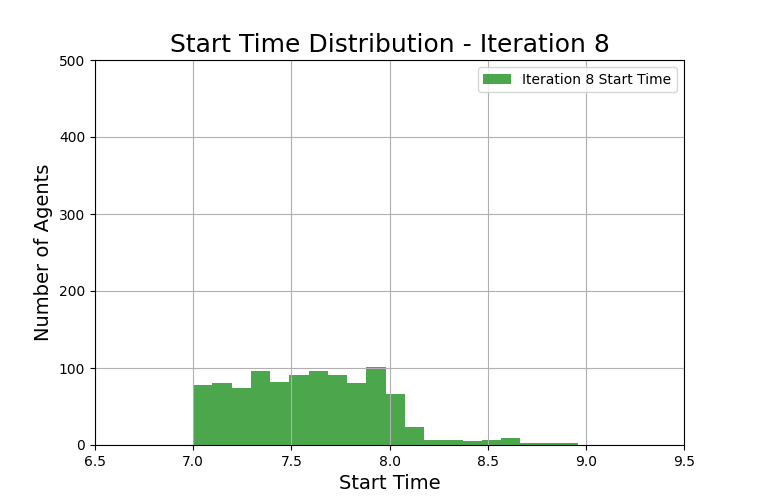 Start Time Distribution - Iteration 8
Iteration 8 Start Time
Number of Agents
500
400
300
200
100
0
6.5 7.0 7.5 8.0 8.5 9.0 9.5
Start Time